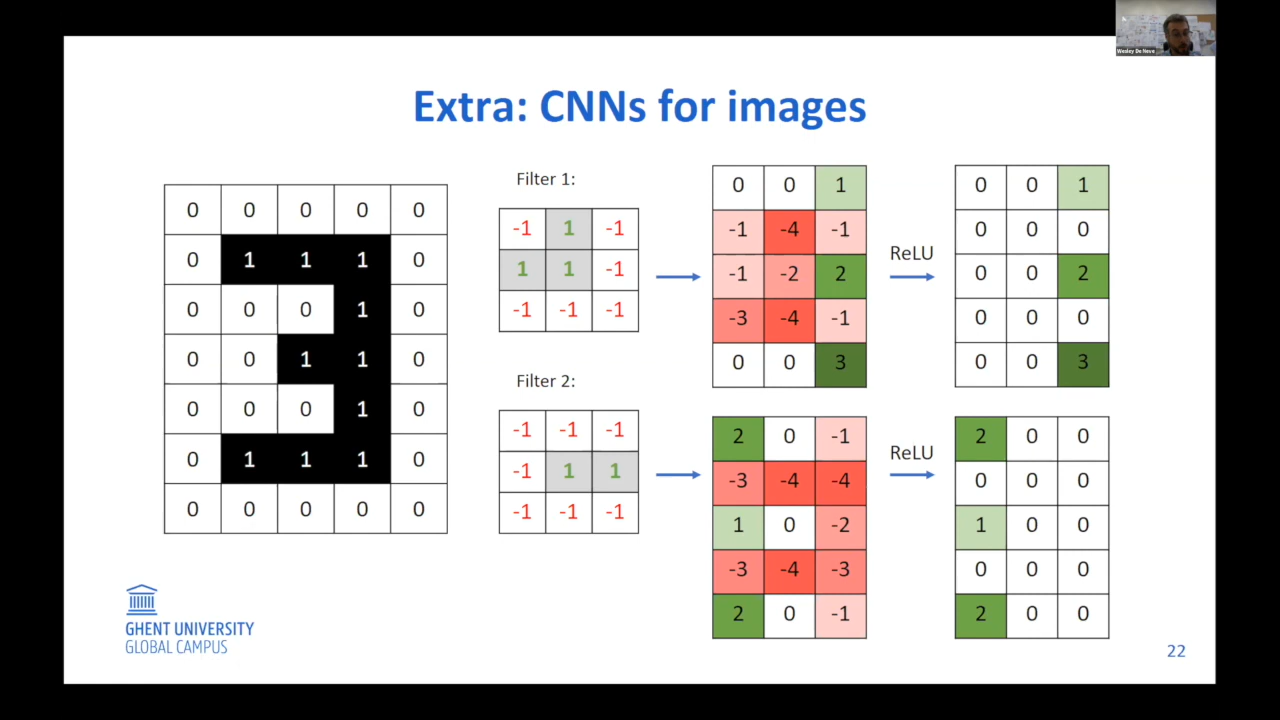 Wesley De Neve
Extra: CNNs for images
0 0 0 0 0
0 1 1 1 0
0 0 0 1 0
0 0 1 1 0
0 0 0 1 0
0 1 1 1 0
0 0 0 0 0
Filter 1:
-1 1 -1
1 1 -1
-1 -1 -1
0 0 1
-1 -4 -1
-1 -2 2
-3 -4 -1
0 0 3
ReLU
0 0 1
0 0 0
0 0 2
0 0 0
0 0 3
Filter 2:
-1 -1 -1
-1 1 1
-1 -1 -1
2 0 -1
-3 -4 -4
1 0 -2
-3 -4 -3
2 0 -1
ReLU
2 0 0
0 0 0
1 0 0
0 0 0
2 0 0
GHENT UNIVERSITY
GLOBAL CAMPUS
22